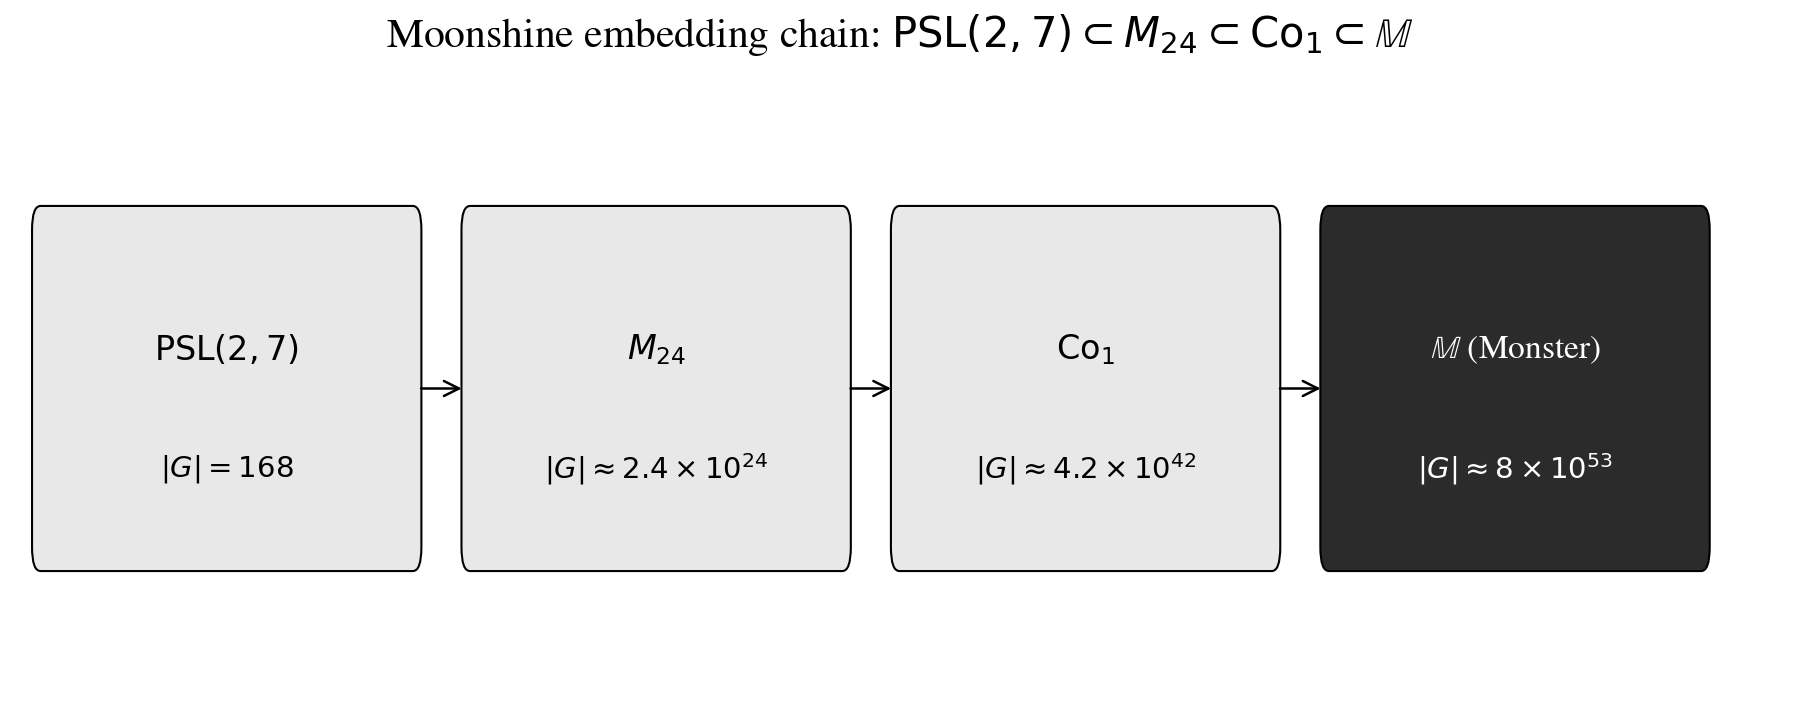 Moonshine embedding chain: PSL(2, 7) ⊂ M₂₄ ⊂ Co₁ ⊂ 𝕄
PSL(2, 7)
|G| = 168
M₂₄
|G| ≈ 2.4 × 10²⁴
Co₁
|G| ≈ 4.2 × 10⁴²
𝕄 (Monster)
|G| ≈ 8 × 10⁵³